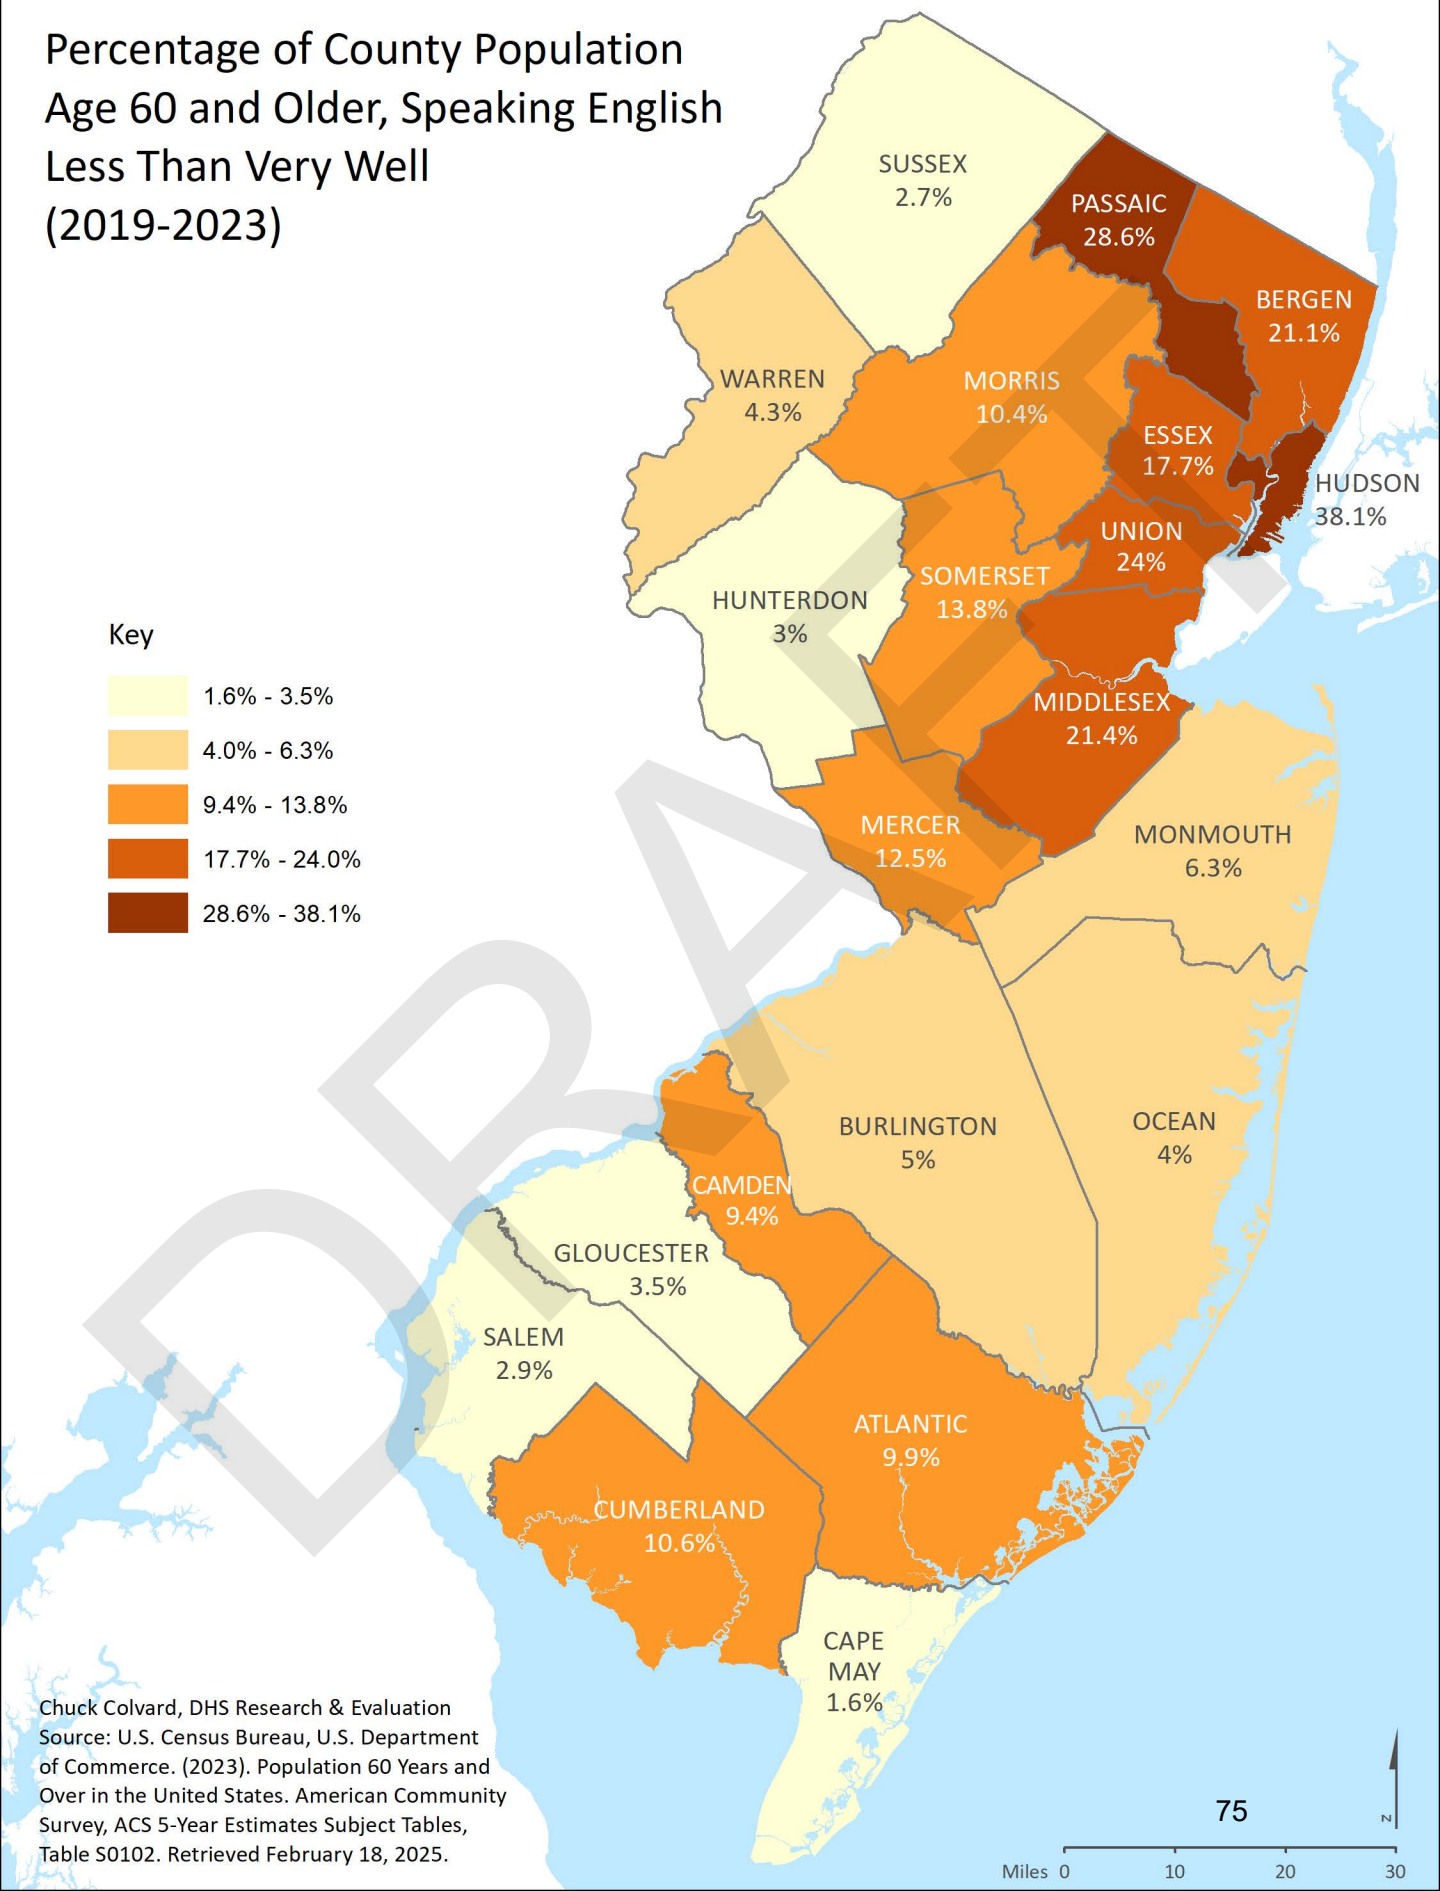 Percentage of County Population
Age 60 and Older, Speaking English
Less Than Very Well
(2019-2023)
SUSSEX
2.7%
PASSAIC
28.6%
BERGEN
21.1%
WARREN
4.3%
MORRIS
10.4%
ESSEX
17.7%
HUDSON
38.1%
UNION
24%
SOMERSET
13.8%
HUNTERDON
3%
Key
1.6% - 3.5%
4.0% - 6.3%
9.4% - 13.8%
17.7% - 24.0%
28.6% - 38.1%
MIDDLESEX
21.4%
MERCER
12.5%
MONMOUTH
6.3%
BURLINGTON
5%
OCEAN
4%
CAMDEN
9.4%
GLOUCESTER
3.5%
SALEM
2.9%
ATLANTIC
9.9%
CUMBERLAND
10.6%
CAPE
MAY
1.6%
DRAFT
Chuck Colvard, DHS Research & Evaluation
Source: U.S. Census Bureau, U.S. Department
of Commerce. (2023). Population 60 Years and
Over in the United States. American Community
Survey, ACS 5-Year Estimates Subject Tables,
Table S0102. Retrieved February 18, 2025.
75
N
Miles 0 10 20 30